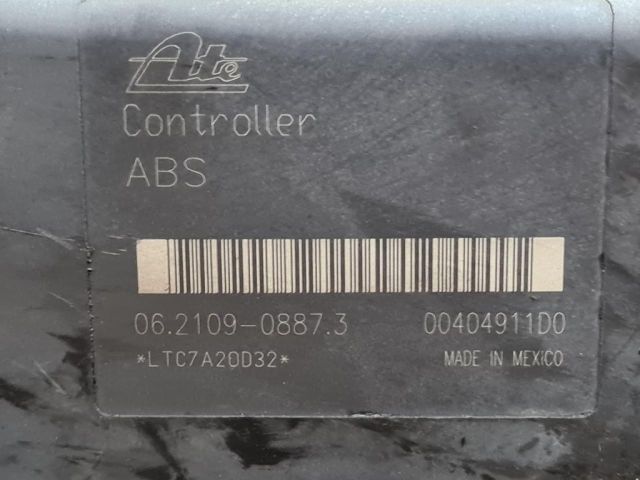 Ate
Controller
ABS
06.2109-0887.3 00404911D0
*LTC7A20D32* MADE IN MEXICO